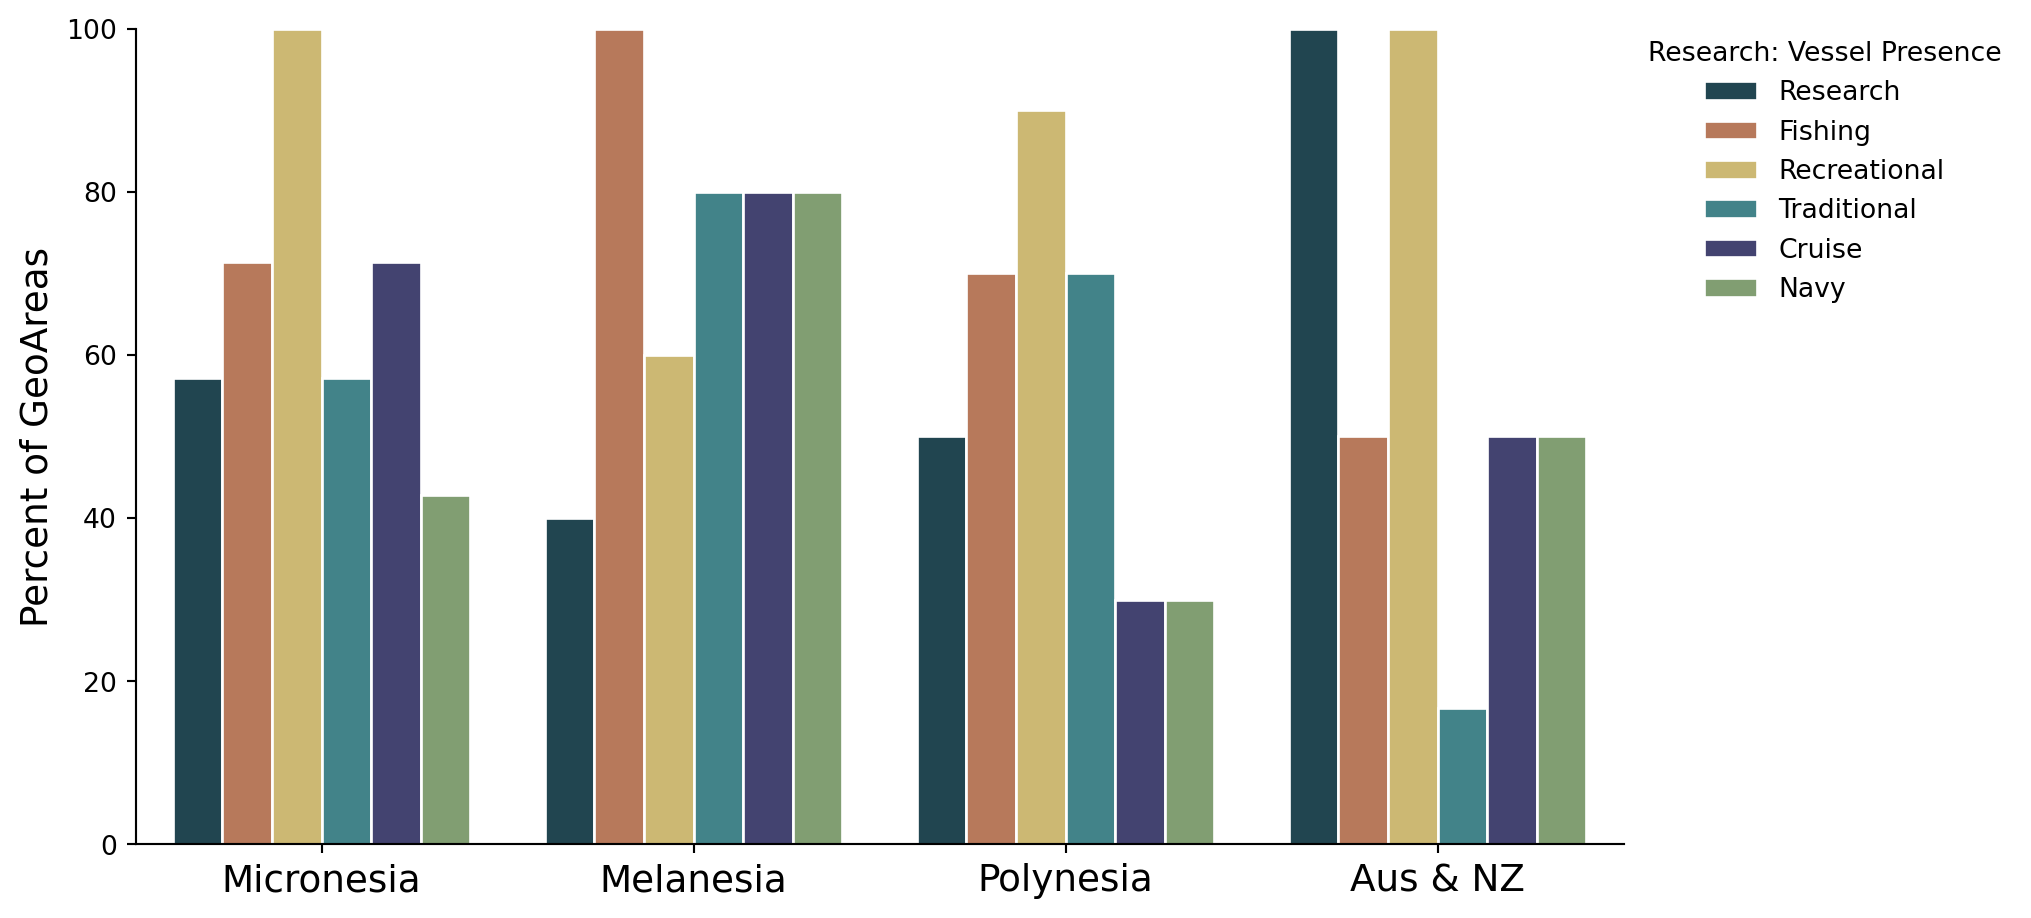 100
80
60
40
20
0
Percent of GeoAreas
Micronesia
Melanesia
Polynesia
Aus & NZ
Research: Vessel Presence
Research
Fishing
Recreational
Traditional
Cruise
Navy